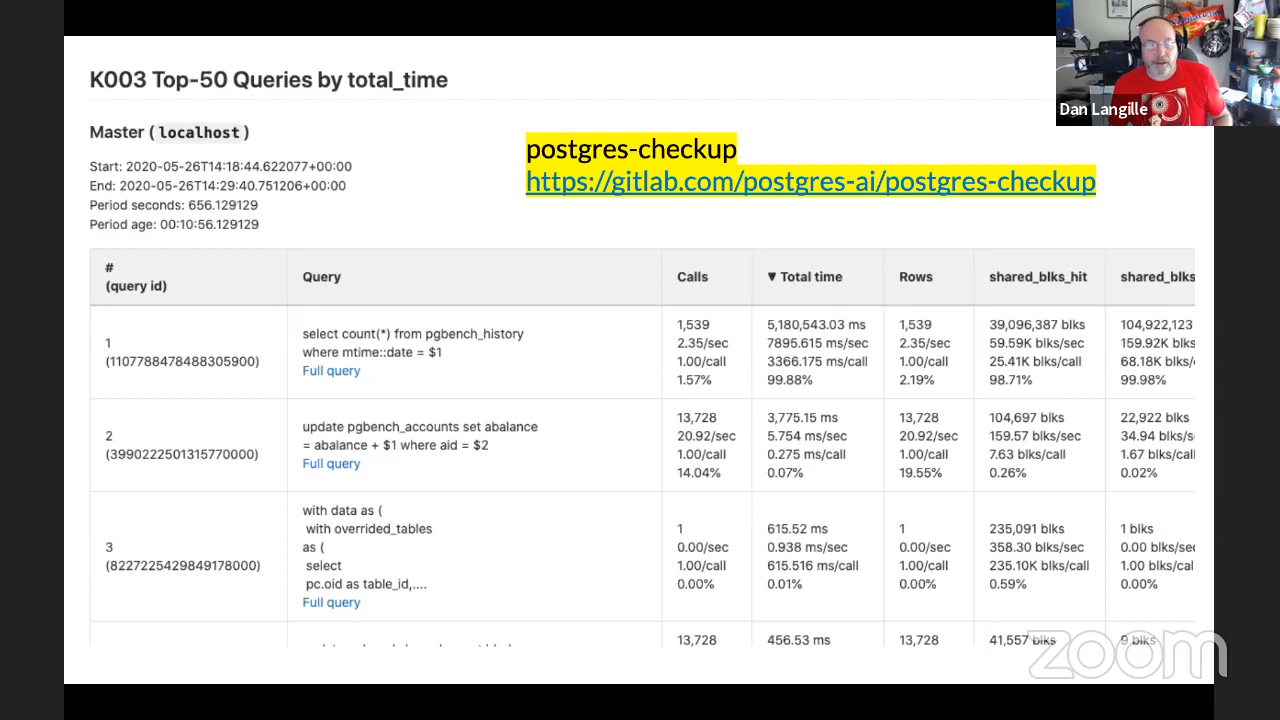 K003 Top-50 Queries by total_time
Dan Langille
Master ( localhost )
postgres-checkup
https://gitlab.com/postgres-ai/postgres-checkup
Start: 2020-05-26T14:18:44.622077+00:00
End: 2020-05-26T14:29:40.751206+00:00
Period seconds: 656.129129
Period age: 00:10:56.129129
#
(query id)
Query
Calls
▼ Total time
Rows
shared_blks_hit
shared_blks
1
(1107788478488305900)
select count(*) from pgbench_history
where mtime::date = $1
Full query
1,539
2.35/sec
1.00/call
1.57%
5,180,543.03 ms
7895.615 ms/sec
3366.175 ms/call
99.88%
1,539
2.35/sec
1.00/call
2.19%
39,096,387 blks
59.59K blks/sec
25.41K blks/call
98.71%
104,922,123
159.92K blks
68.18K blks/
99.98%
2
(3990222501315770000)
update pgbench_accounts set abalance
= abalance + $1 where aid = $2
Full query
13,728
20.92/sec
1.00/call
14.04%
3,775.15 ms
5.754 ms/sec
0.275 ms/call
0.07%
13,728
20.92/sec
1.00/call
19.55%
104,697 blks
159.57 blks/sec
7.63 blks/call
0.26%
22,922 blks
34.94 blks/s
1.67 blks/call
0.02%
3
(8227225429849178000)
with data as (
with overrided_tables
as (
select
pc.oid as table_id,....
Full query
1
0.00/sec
1.00/call
0.00%
615.52 ms
0.938 ms/sec
615.516 ms/call
0.01%
1
0.00/sec
1.00/call
0.00%
235,091 blks
358.30 blks/sec
235.10K blks/call
0.59%
1 blks
0.00 blks/sec
1.00 blks/cal
0.00%
13,728
456.53 ms
13,728
41,557 blks
9 blks
zoom